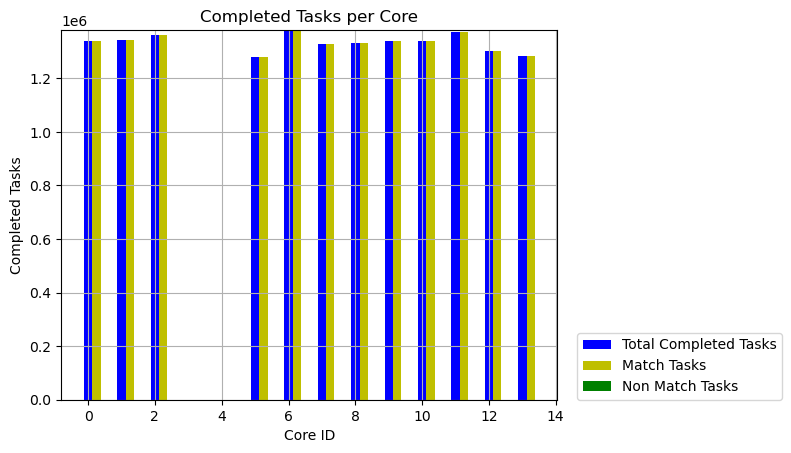 Completed Tasks per Core
1e6
Completed Tasks
1.2
1.0
0.8
0.6
0.4
0.2
0.0
0 2 4 6 8 10 12 14
Core ID
Total Completed Tasks
Match Tasks
Non Match Tasks